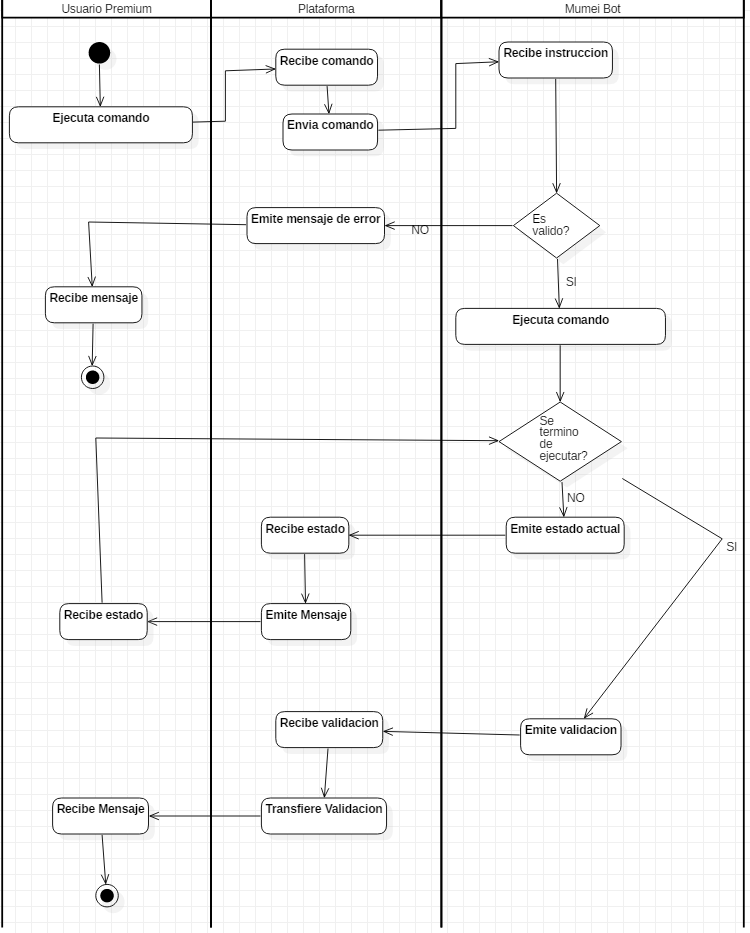 Usuario Premium
Plataforma
Mumei Bot
Recibe comando
Recibe instruccion
Ejecuta comando
Envia comando
Emite mensaje de error
NO
Es
valido?
SI
Recibe mensaje
Ejecuta comando
Se
termino
de
ejecutar?
NO
Recibe estado
Emite estado actual
SI
Recibe estado
Emite Mensaje
Recibe validacion
Emite validacion
Recibe Mensaje
Transfiere Validacion